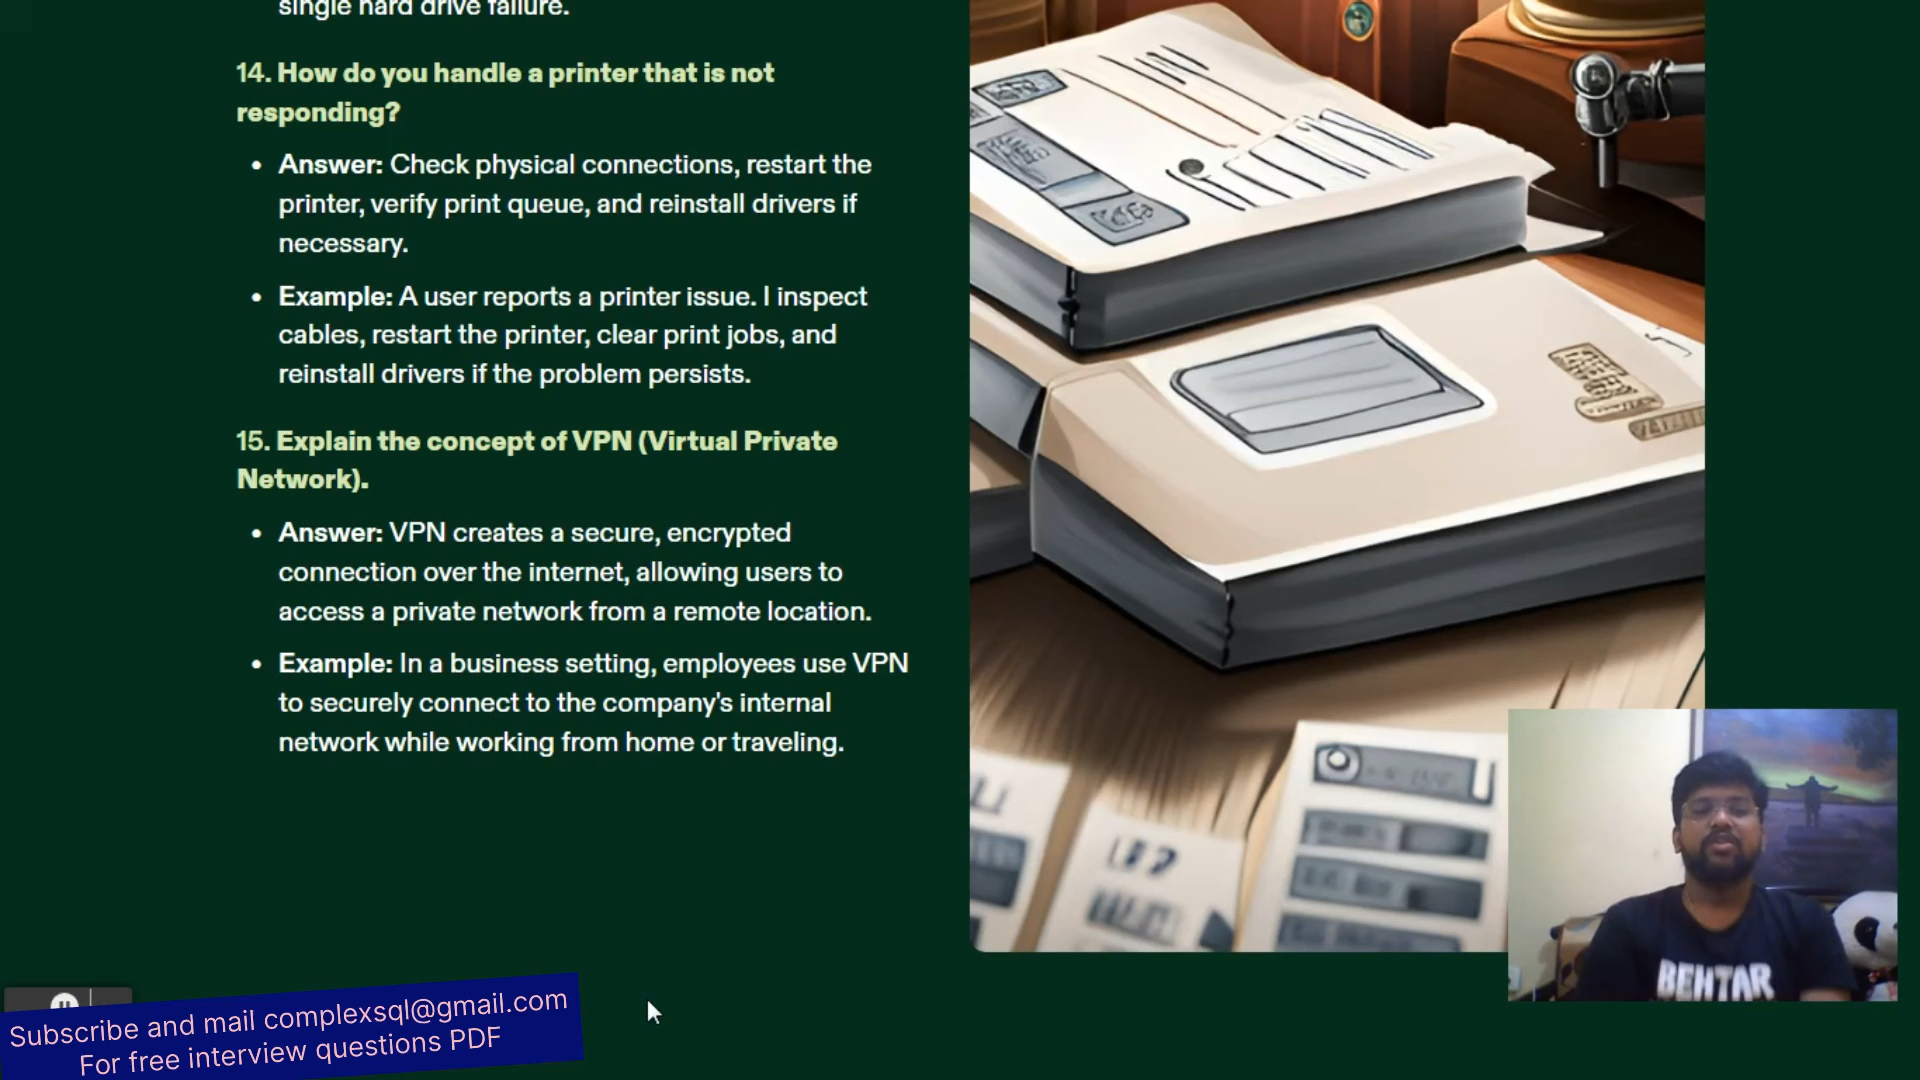 single hard drive failure.
14. How do you handle a printer that is not
responding?
• Answer: Check physical connections, restart the
printer, verify print queue, and reinstall drivers if
necessary.
• Example: A user reports a printer issue. I inspect
cables, restart the printer, clear print jobs, and
reinstall drivers if the problem persists.
15. Explain the concept of VPN (Virtual Private
Network).
• Answer: VPN creates a secure, encrypted
connection over the internet, allowing users to
access a private network from a remote location.
• Example: In a business setting, employees use VPN
to securely connect to the company's internal
network while working from home or traveling.
BEHTAR
Subscribe and mail complexsql@gmail.com
For free interview questions PDF